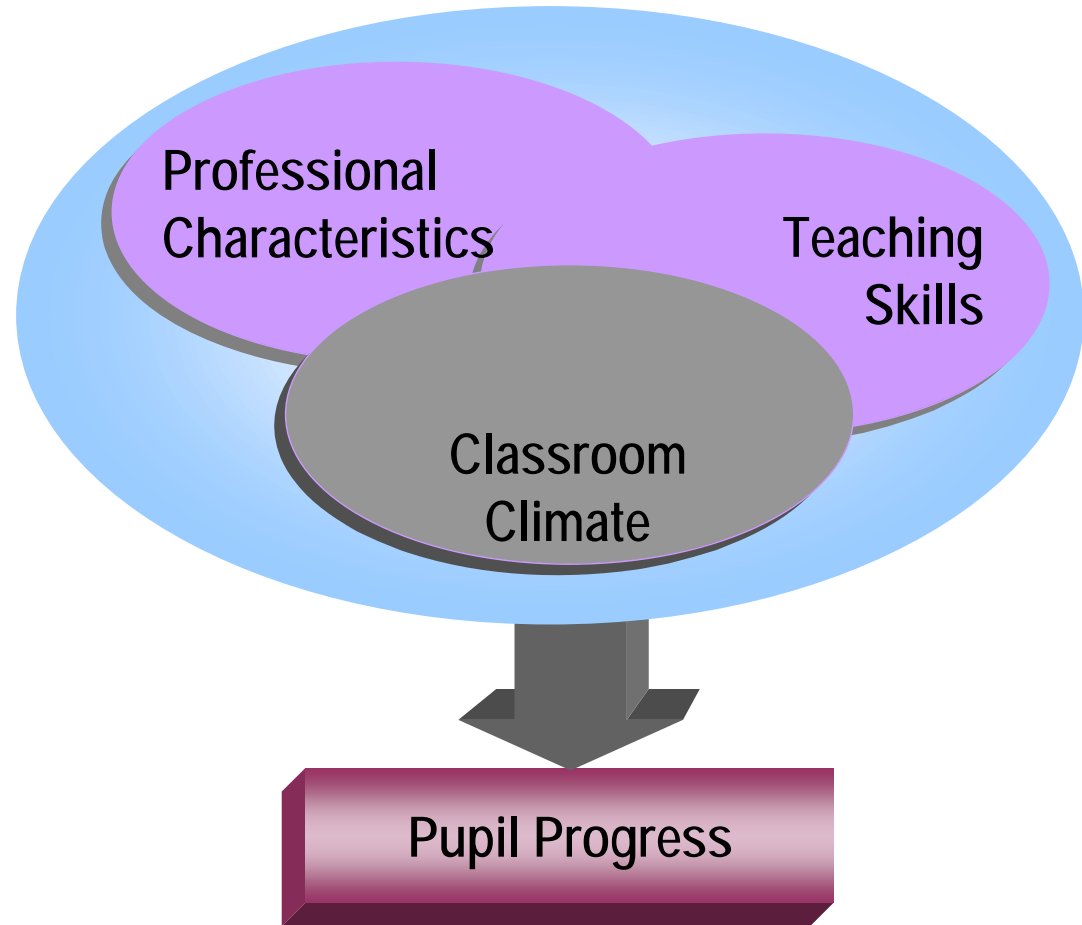 Professional
Characteristics
Teaching
Skills
Classroom
Climate
Pupil Progress